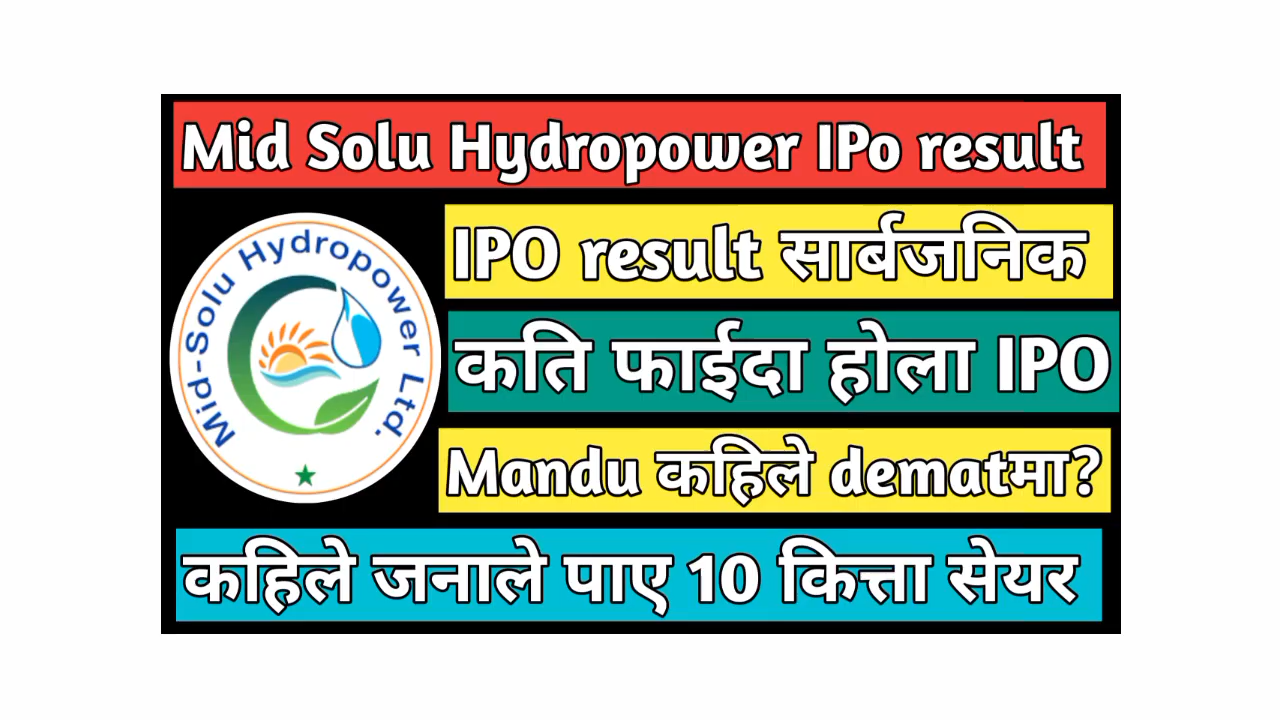 Mid Solu Hydropower IPo result
Mid-Solu Hydropower Ltd.
IPO result सार्बजनिक
कति फाईदा होला IPO
Mandu कहिले dematमा?
कहिले जनाले पाए 10 कित्ता सेयर